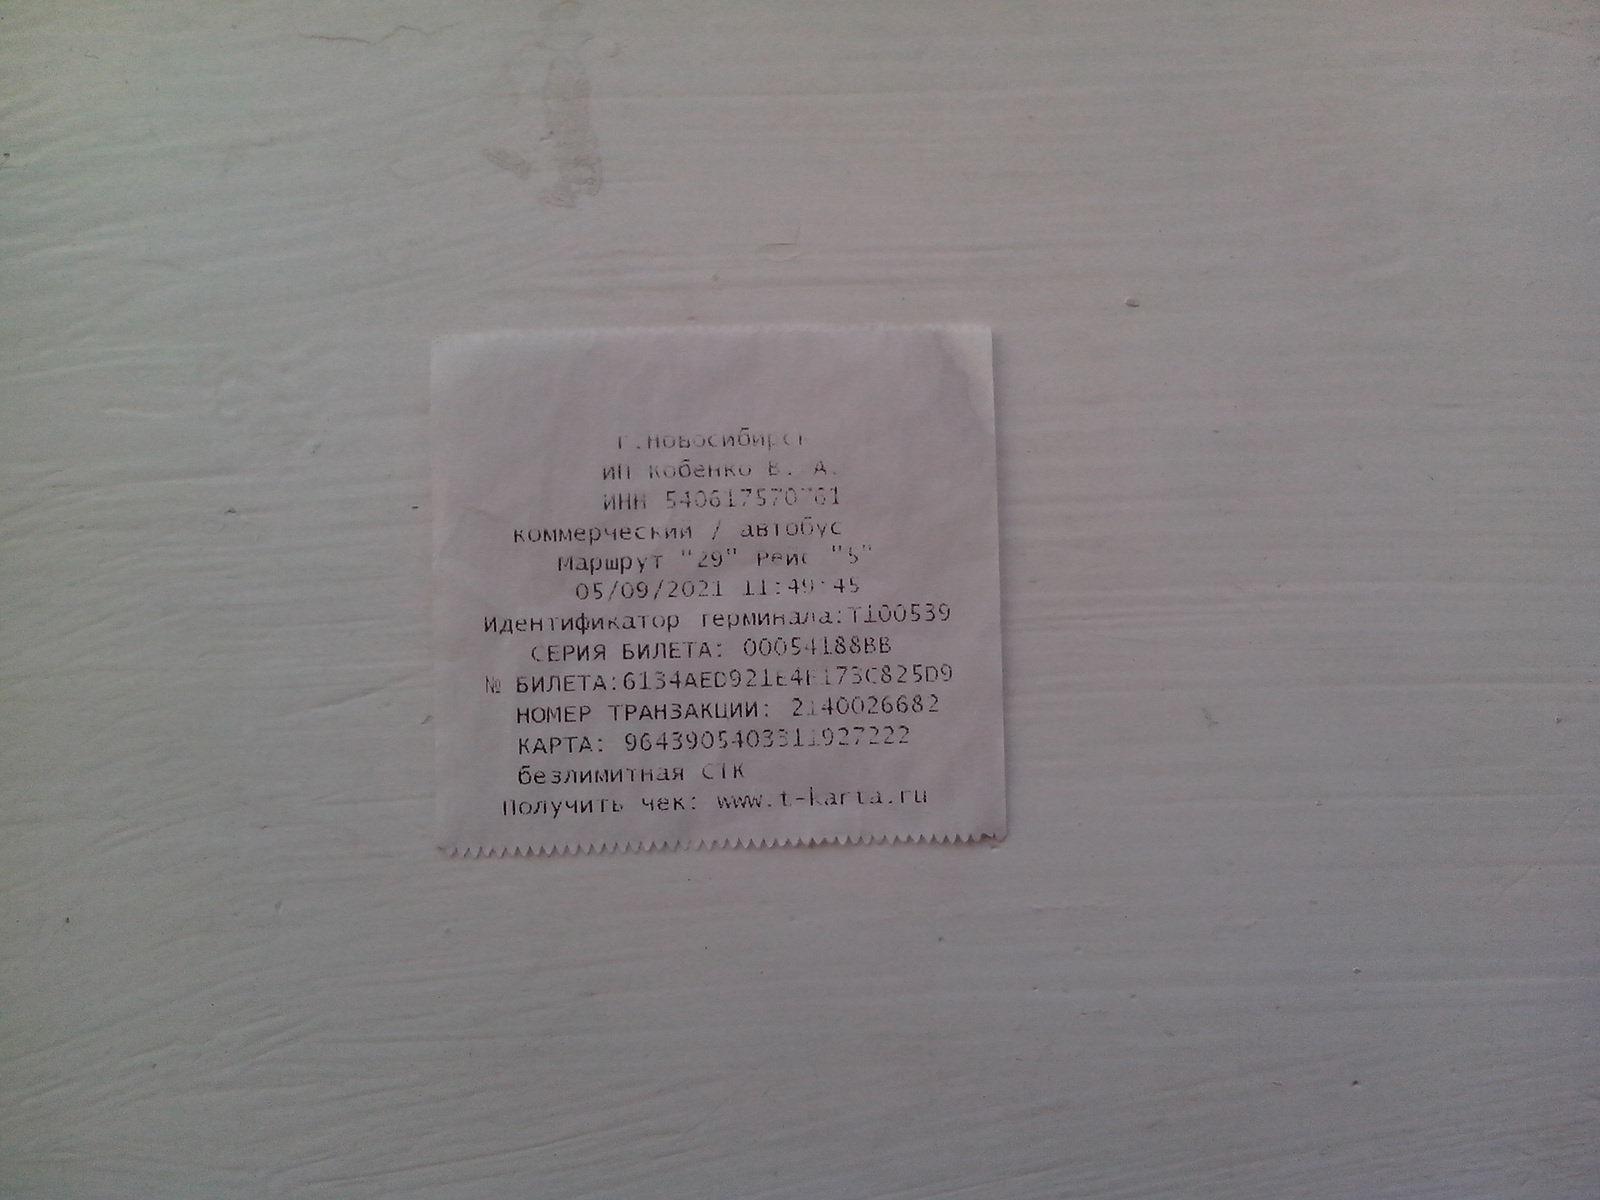 г.Новосибирск
ИП Кобенко В. А.
ИНН 540617570761
коммерческий / автобус
Маршрут "29" Рейс "5"
05/09/2021 11:49:45
Идентификатор терминала:T100539
СЕРИЯ БИЛЕТА: 00054188BB
№ БИЛЕТА:6134AED921E4F173C825D9
НОМЕР ТРАНЗАКЦИИ: 2140026682
КАРТА: 9643905403311927222
безлимитная СТК
Получить чек: www.t-karta.ru